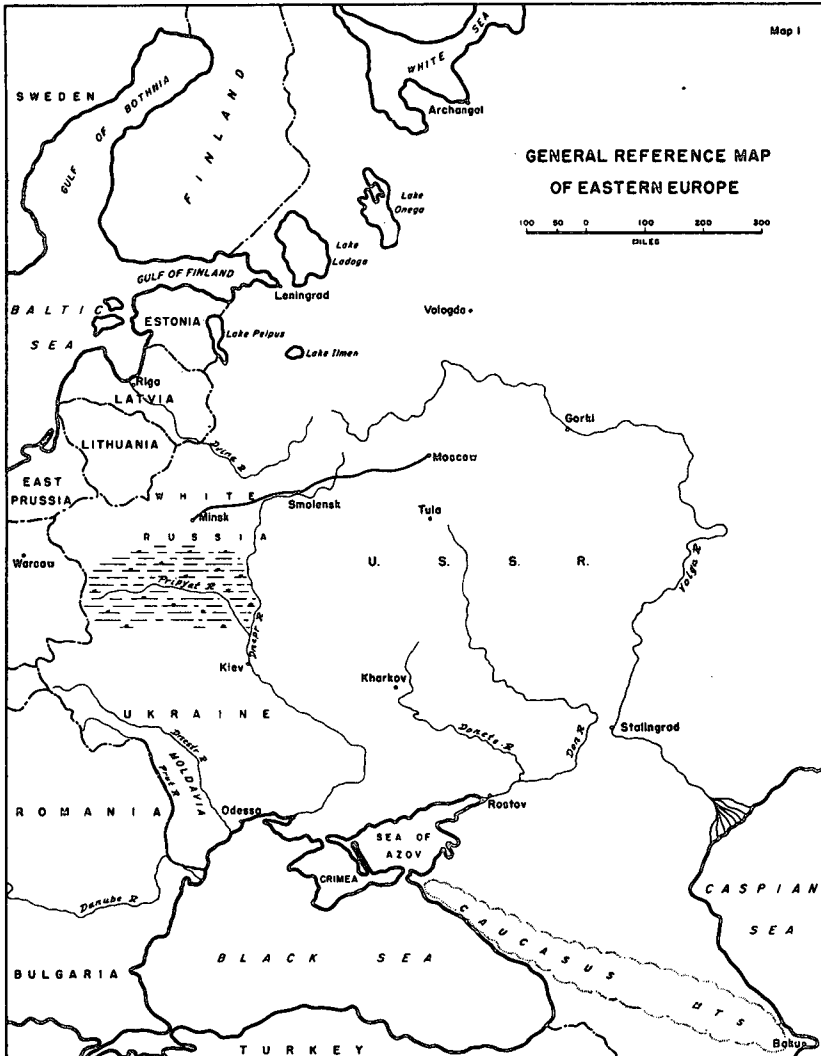 Map 1
WHITE SEA
SWEDEN
GULF OF BOTHNIA
FINLAND
Archangel
GENERAL REFERENCE MAP
OF EASTERN EUROPE
Lake
Onega
100 0 100 200 300
MILES
Lake
Ladoga
GULF OF FINLAND
Leningrad
BALTIC
SEA
ESTONIA
Vologda
Lake Peipus
Lake Ilmen
Riga
LATVIA
Gorki
LITHUANIA
Dvina R
Moscow
EAST
PRUSSIA
WHITE
Smolensk
Minsk
Tula
RUSSIA
Warsaw
U. S. S. R.
Volga R
Pripyat R
Dnepr R
Kiev
Kharkov
UKRAINE
Donets R
Don R
Stalingrad
Dnestr R
MOLDAVIA
Prut R
ROMANIA
Odessa
Rostov
SEA OF
AZOV
CRIMEA
CASPIAN
SEA
Danube R
CAUCASUS MTS
BULGARIA
BLACK SEA
Baku
TURKEY